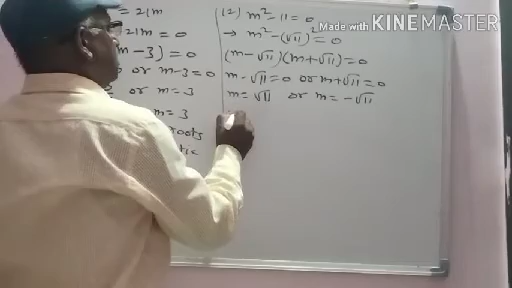 = 21m
21m = 0
m - 3) = 0
or m - 3 = 0
or m = 3
m = 3
roots
(12) m² - 11 = 0
→ m² - (√11)² = 0
(m - √11) (m + √11) = 0
m - √11 = 0 or m + √11 = 0
m = √11 or m = - √11
Made with KINEMASTER